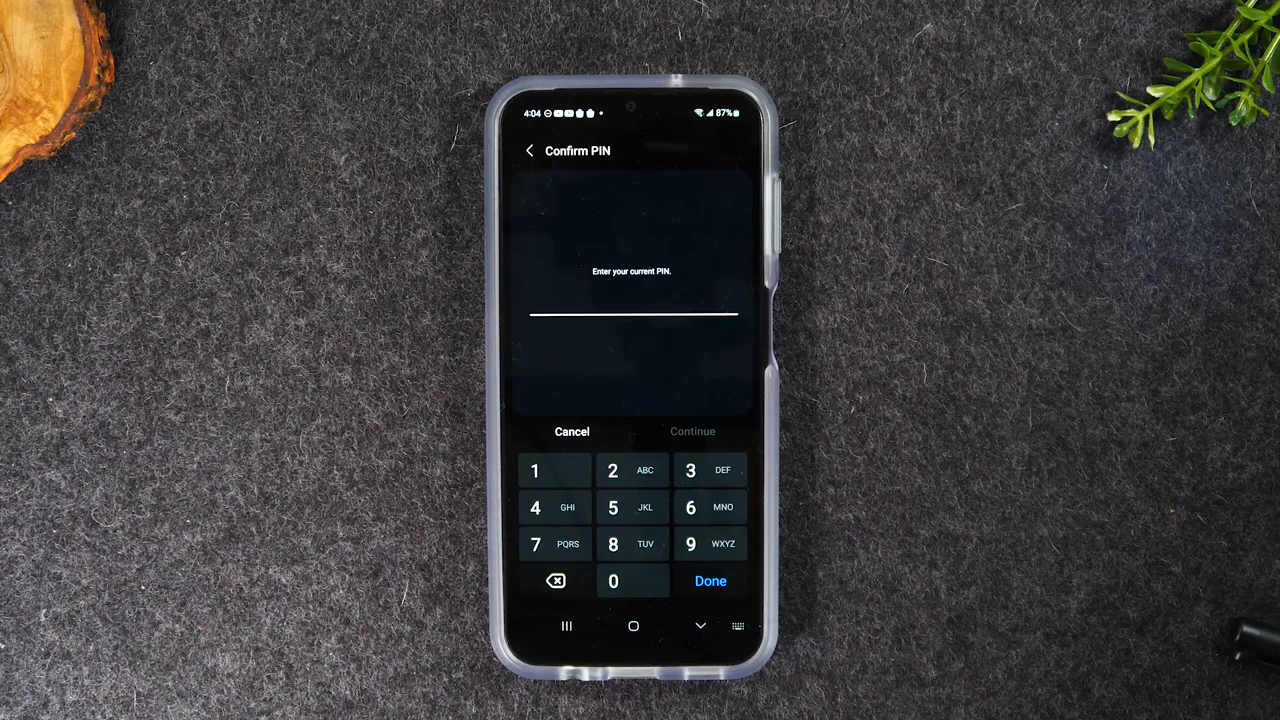 4:04 87%
Confirm PIN
Enter your current PIN.
Cancel Continue
1 2 ABC 3 DEF
4 GHI 5 JKL 6 MNO
7 PQRS 8 TUV 9 WXYZ
0 Done